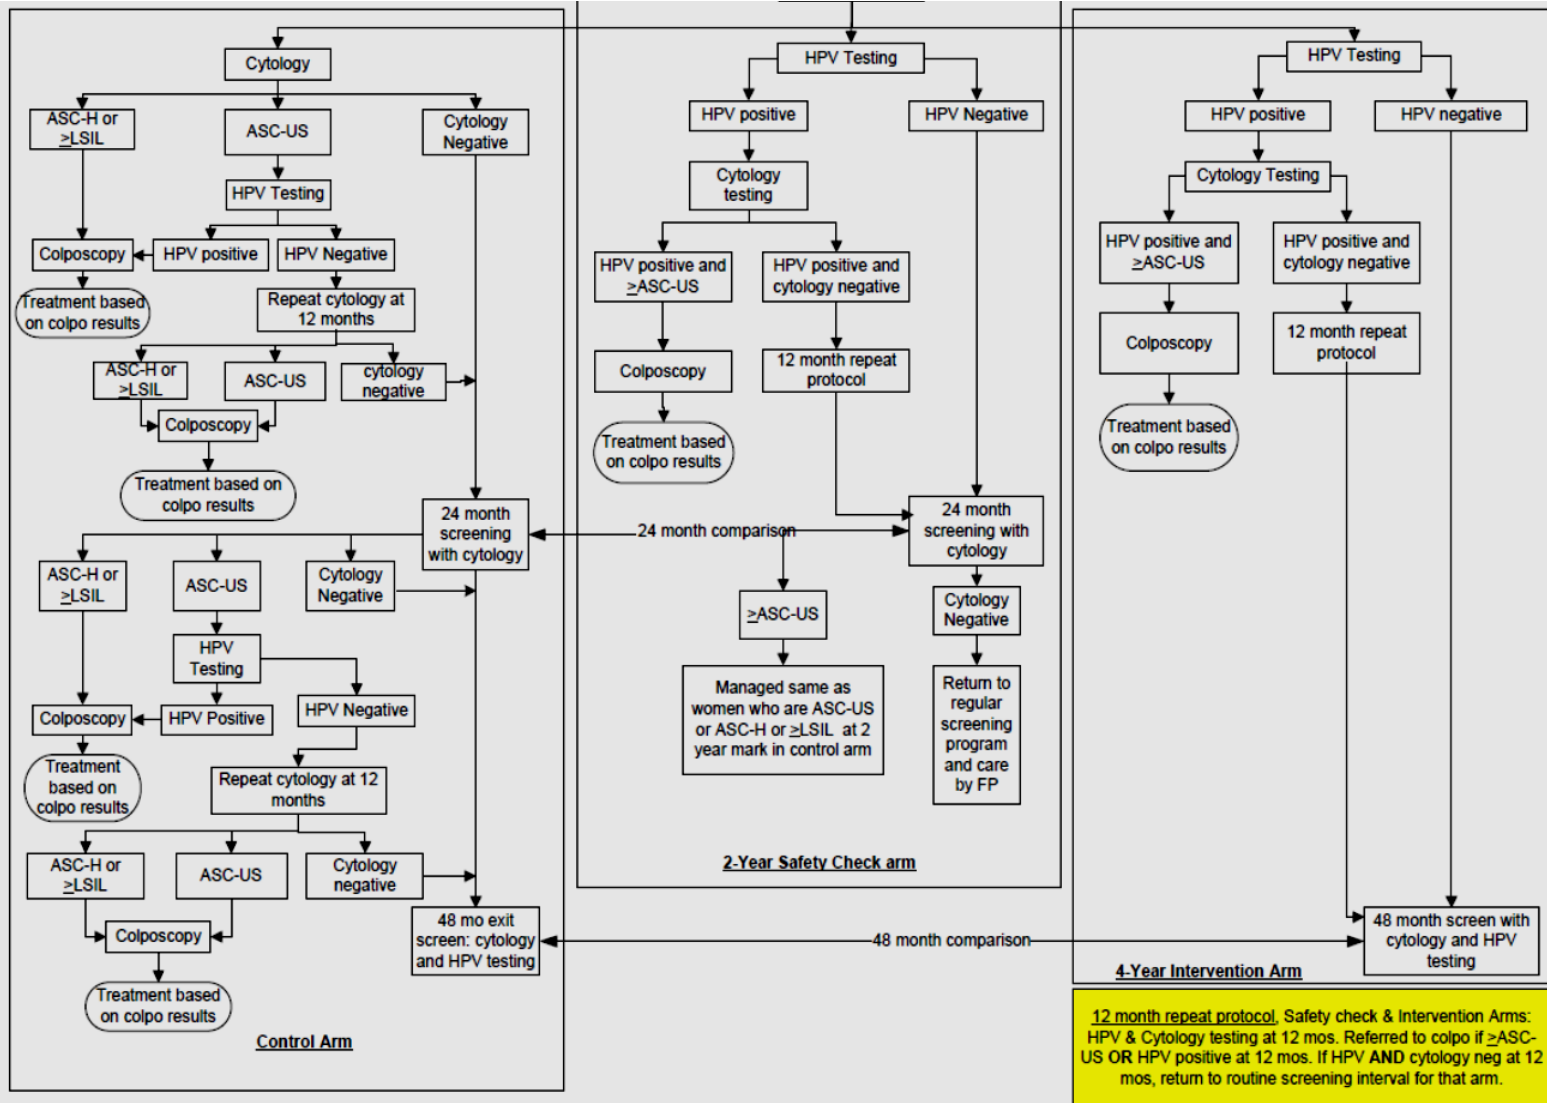 Cytology
ASC-H or
≥LSIL
ASC-US
Cytology
Negative
HPV Testing
Colposcopy
HPV positive
HPV Negative
Treatment based
on colpo results
Repeat cytology at
12 months
ASC-H or
≥LSIL
ASC-US
cytology
negative
Colposcopy
Treatment based on
colpo results
24 month
screening
with cytology
ASC-H or
≥LSIL
ASC-US
Cytology
Negative
HPV
Testing
Colposcopy
HPV Positive
HPV Negative
Treatment
based on
colpo results
Repeat cytology at 12
months
ASC-H or
≥LSIL
ASC-US
Cytology
negative
Colposcopy
48 mo exit
screen: cytology
and HPV testing
Treatment based
on colpo results
Control Arm
HPV Testing
HPV positive
HPV Negative
Cytology
testing
HPV positive and
≥ASC-US
HPV positive and
cytology negative
Colposcopy
12 month repeat
protocol
Treatment based
on colpo results
24 month comparison
24 month
screening with
cytology
≥ASC-US
Cytology
Negative
Managed same as
women who are ASC-US
or ASC-H or ≥LSIL at 2
year mark in control arm
Return to
regular
screening
program
and care
by FP
2-Year Safety Check arm
48 month comparison
HPV Testing
HPV positive
HPV negative
Cytology Testing
HPV positive and
≥ASC-US
HPV positive and
cytology negative
Colposcopy
12 month repeat
protocol
Treatment based
on colpo results
48 month screen with
cytology and HPV
testing
4-Year Intervention Arm
12 month repeat protocol, Safety check & Intervention Arms:
HPV & Cytology testing at 12 mos. Referred to colpo if ≥ASC-
US OR HPV positive at 12 mos. If HPV AND cytology neg at 12
mos, return to routine screening interval for that arm.